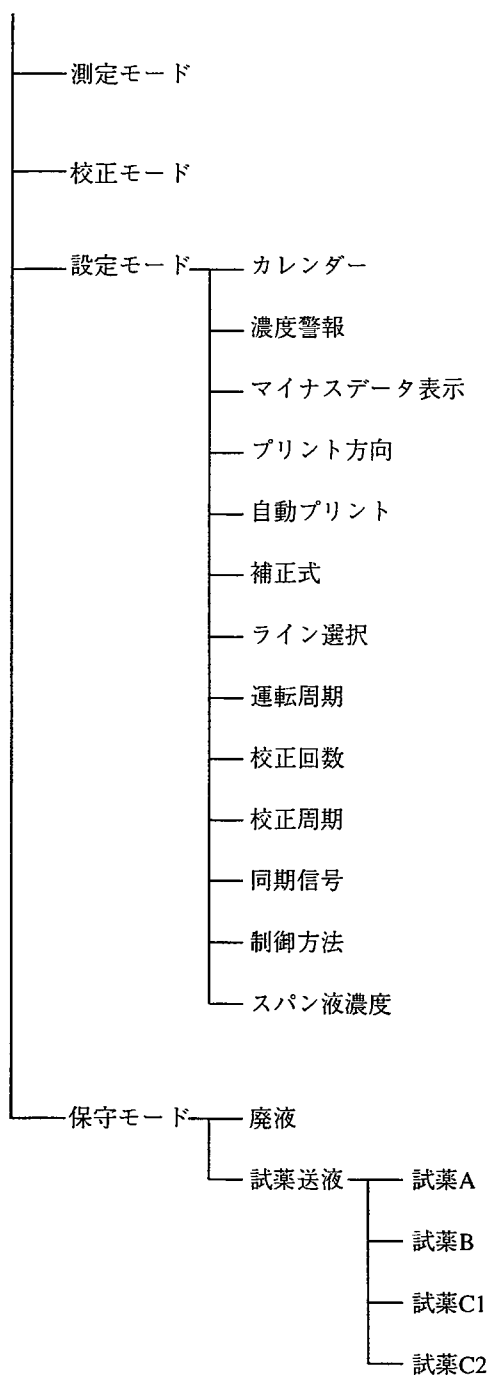 測定モード
校正モード
設定モード
カレンダー
濃度警報
マイナスデータ表示
プリント方向
自動プリント
補正式
ライン選択
運転周期
校正回数
校正周期
同期信号
制御方法
スパン液濃度
保守モード
廃液
試薬送液
試薬A
試薬B
試薬C1
試薬C2